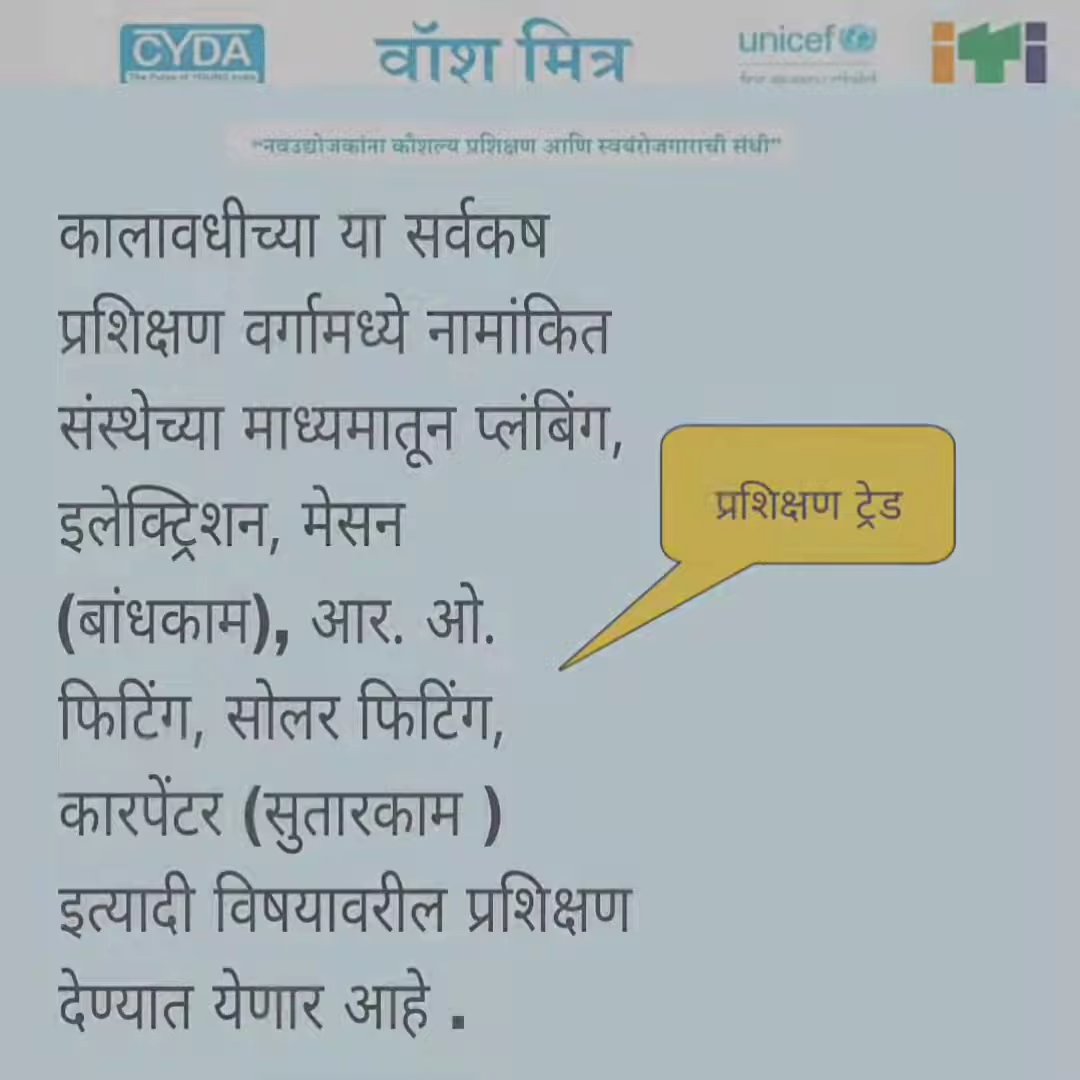 CYDA
वॉश मित्र
unicef
iTi
"नवउद्योजकांना कौशल्य प्रशिक्षण आणि स्वयंरोजगाराची संधी"
कालावधीच्या या सर्वकष
प्रशिक्षण वर्गामध्ये नामांकित
संस्थेच्या माध्यमातून प्लंबिंग,
इलेक्ट्रिशन, मेसन
(बांधकाम), आर. ओ.
फिटिंग, सोलर फिटिंग,
कारपेंटर (सुतारकाम )
इत्यादी विषयावरील प्रशिक्षण
देण्यात येणार आहे .
प्रशिक्षण ट्रेड